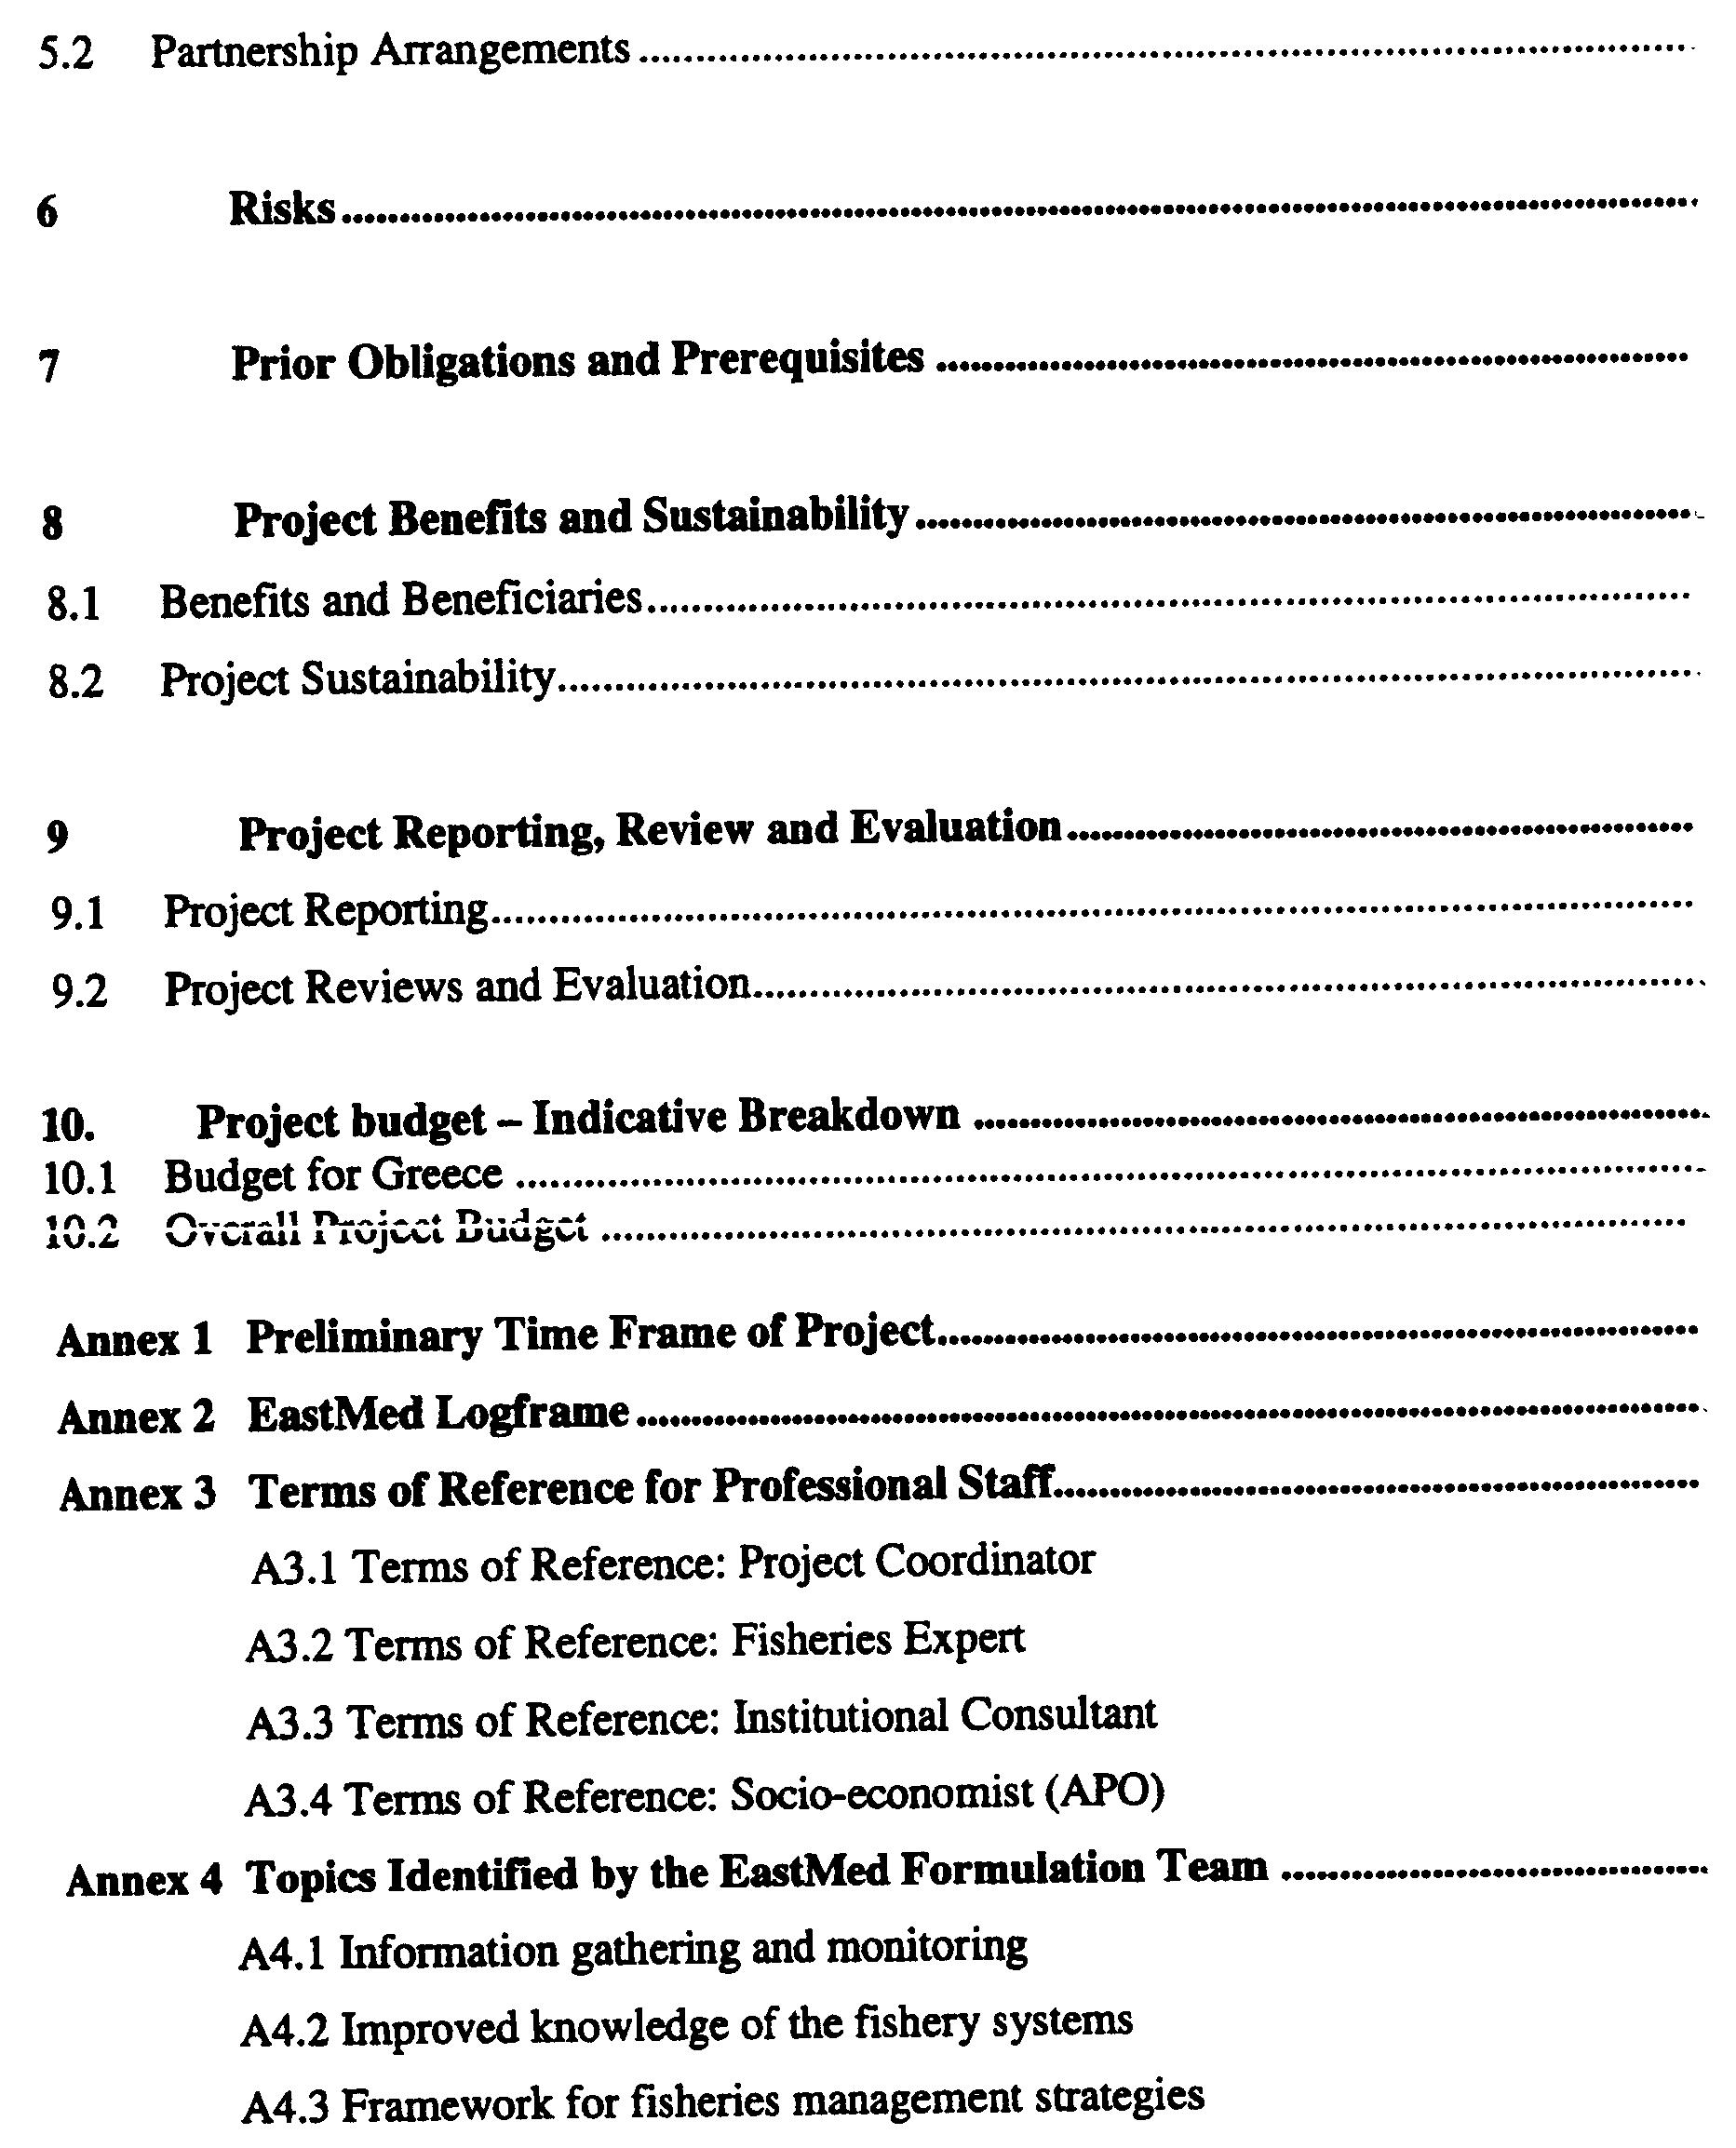 5.2 Partnership Arrangements
6 Risks
7 Prior Obligations and Prerequisites
8 Project Benefits and Sustainability
8.1 Benefits and Beneficiaries
8.2 Project Sustainability
9 Project Reporting, Review and Evaluation
9.1 Project Reporting
9.2 Project Reviews and Evaluation
10. Project budget – Indicative Breakdown
10.1 Budget for Greece
10.2 Overall Project Budget
Annex 1 Preliminary Time Frame of Project
Annex 2 EastMed Logframe
Annex 3 Terms of Reference for Professional Staff
A3.1 Terms of Reference: Project Coordinator
A3.2 Terms of Reference: Fisheries Expert
A3.3 Terms of Reference: Institutional Consultant
A3.4 Terms of Reference: Socio-economist (APO)
Annex 4 Topics Identified by the EastMed Formulation Team
A4.1 Information gathering and monitoring
A4.2 Improved knowledge of the fishery systems
A4.3 Framework for fisheries management strategies